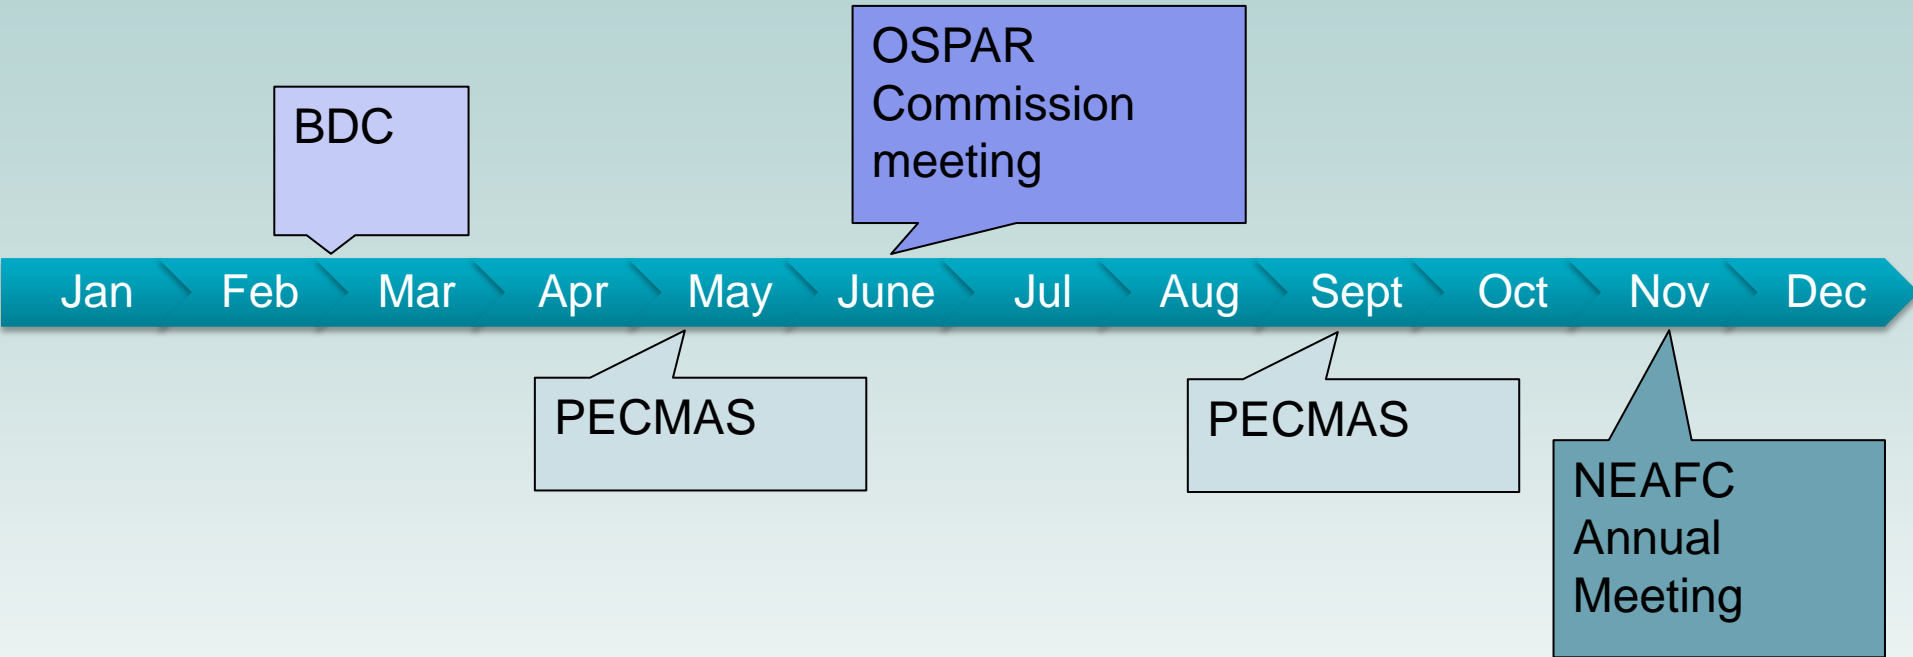 BDC
OSPAR
Commission
meeting
Jan Feb Mar Apr May June Jul Aug Sept Oct Nov Dec
PECMAS
PECMAS
NEAFC
Annual
Meeting